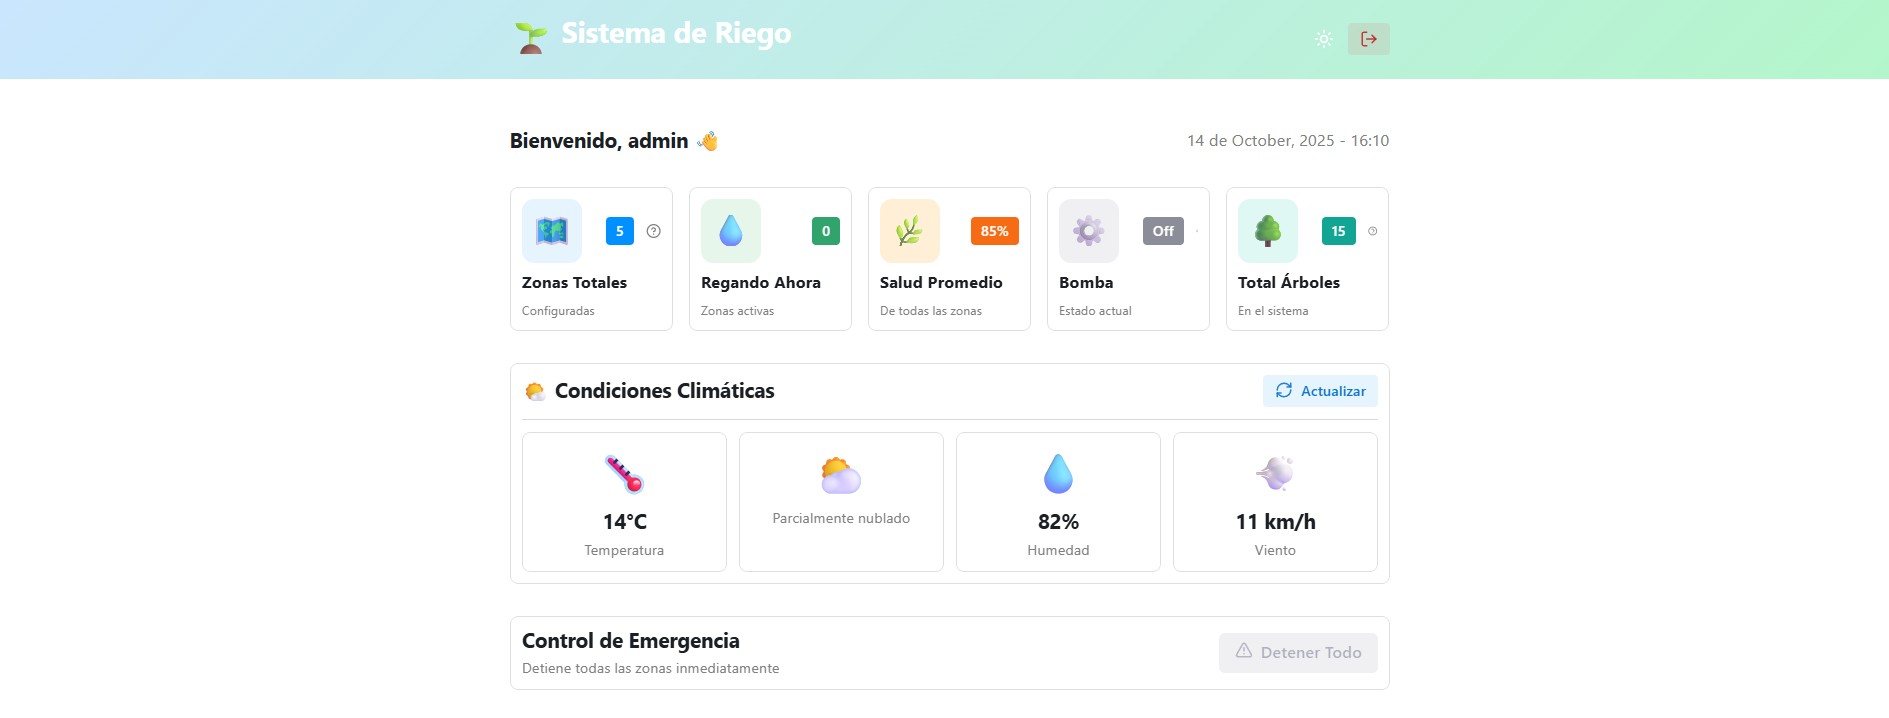 Sistema de Riego
Bienvenido, admin
14 de October, 2025 - 16:10
5
0
85%
Off
15
Zonas Totales
Regando Ahora
Salud Promedio
Bomba
Total Árboles
Configuradas
Zonas activas
De todas las zonas
Estado actual
En el sistema
Condiciones Climáticas
Actualizar
14°C
Temperatura
Parcialmente nublado
82%
Humedad
11 km/h
Viento
Control de Emergencia
Detiene todas las zonas inmediatamente
Detener Todo